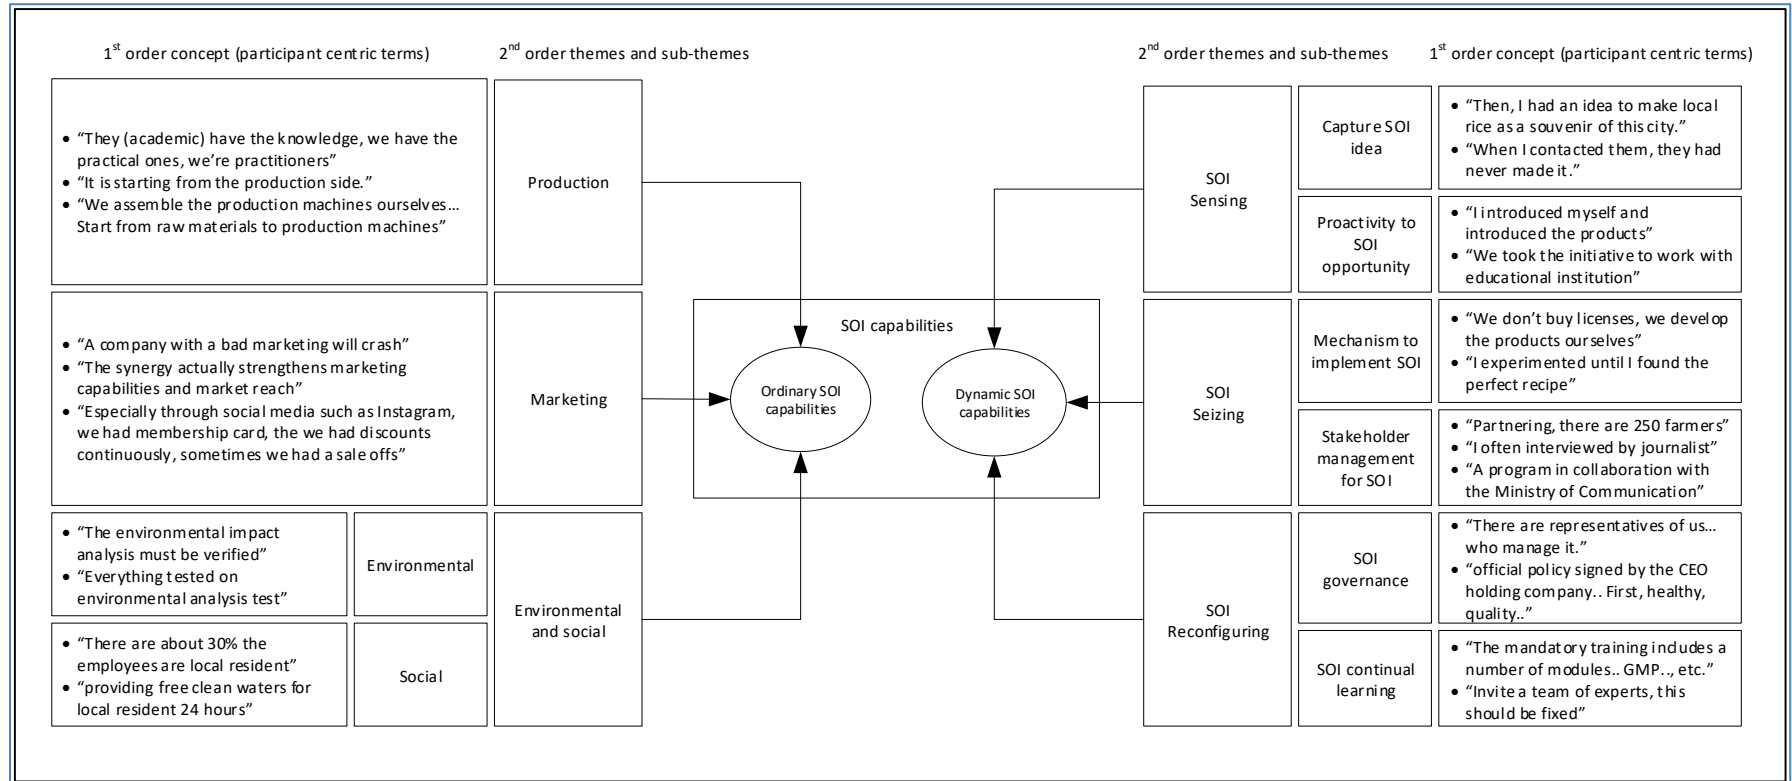 1st order concept (participant centric terms)
2nd order themes and sub-themes
• “They (academic) have the knowledge, we have the
practical ones, we’re practitioners”
• “It is starting from the production side.”
• “We assemble the production machines ourselves…
Start from raw materials to production machines”
Production
• “A company with a bad marketing will crash”
• “The synergy actually strengthens marketing
capabilities and market reach”
• “Especially through social media such as Instagram,
we had membership card, the we had discounts
continuously, sometimes we had a sale offs”
Marketing
• “The environmental impact
analysis must be verified”
• “Everything tested on
environmental analysis test”
Environmental
• “There are about 30% the
employees are local resident”
• “providing free clean waters for
local resident 24 hours”
Social
Environmental
and social
SOI capabilities
Ordinary SOI
capabilities
Dynamic SOI
capabilities
2nd order themes and sub-themes
1st order concept (participant centric terms)
SOI
Sensing
Capture SOI
idea
• “Then, I had an idea to make local
rice as a souvenir of this city.”
• “When I contacted them, they had
never made it.”
Proactivity to
SOI
opportunity
• “I introduced myself and
introduced the products”
• “We took the initiative to work with
educational institution”
SOI
Seizing
Mechanism to
implement SOI
• “We don’t buy licenses, we develop
the products ourselves”
• “I experimented until I found the
perfect recipe”
Stakeholder
management
for SOI
• “Partnering, there are 250 farmers”
• “I often interviewed by journalist”
• “A program in collaboration with
the Ministry of Communication”
SOI
Reconfiguring
SOI
governance
• “There are representatives of us…
who manage it.”
• “official policy signed by the CEO
holding company.. First, healthy,
quality..”
SOI continual
learning
• “The mandatory training includes a
number of modules.. GMP.., etc.”
• “Invite a team of experts, this
should be fixed”